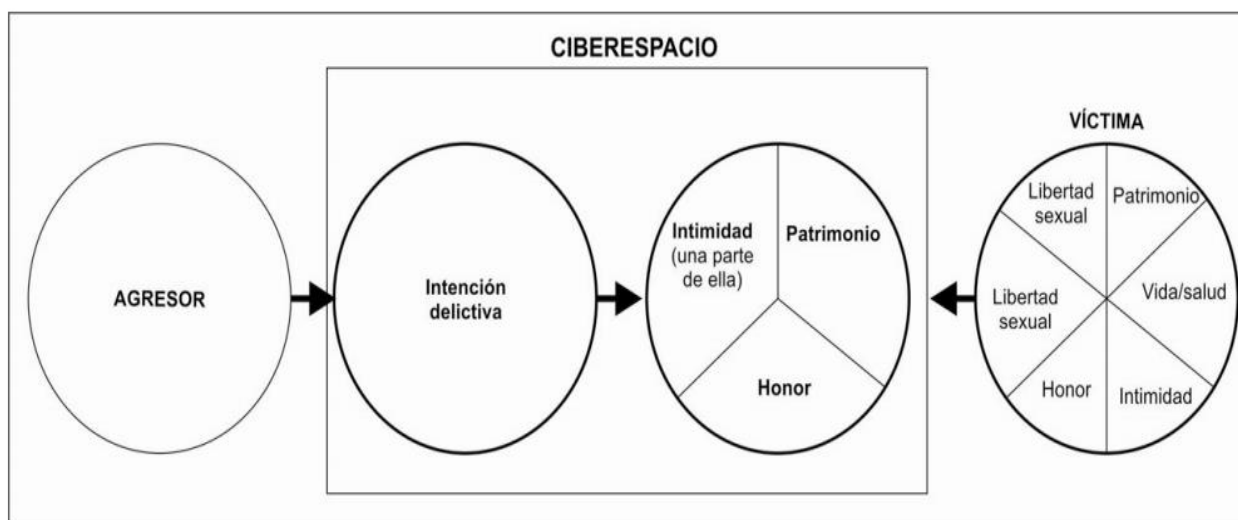 CIBERESPACIO
AGRESOR
Intención
delictiva
Intimidad
(una parte
de ella)
Patrimonio
Honor
VÍCTIMA
Libertad
sexual
Patrimonio
Libertad
sexual
Vida/salud
Honor
Intimidad